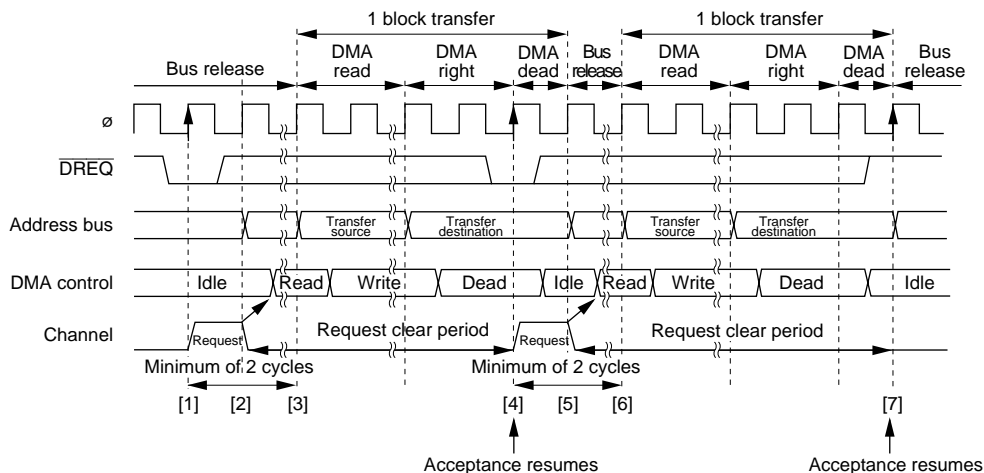 1 block transfer 1 block transfer
Bus release DMA read DMA right DMA dead Bus release DMA read DMA right DMA dead Bus release
ø
DREQ
Address bus Transfer source Transfer destination Transfer source Transfer destination
DMA control Idle Read Write Dead Idle Read Write Dead Idle
Channel Request Request clear period Request Request clear period
Minimum of 2 cycles Minimum of 2 cycles
[1] [2] [3] [4] [5] [6] [7]
Acceptance resumes Acceptance resumes